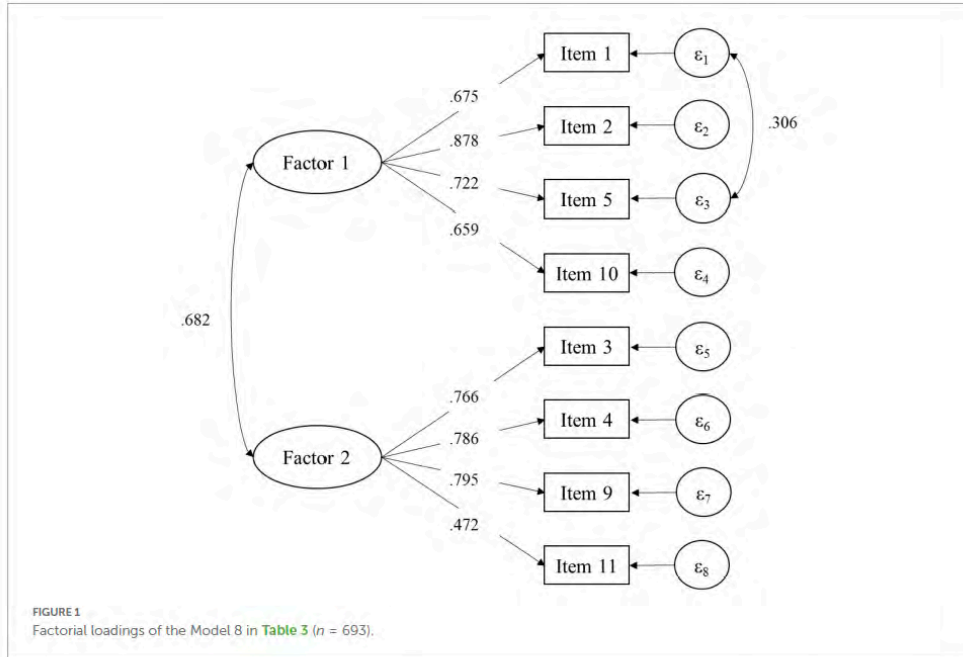 Item 1
ε1
.675
Item 2
ε2
.306
.878
Factor 1
.722
Item 5
ε3
.659
Item 10
ε4
.682
Item 3
ε5
.766
Item 4
ε6
.786
Factor 2
.795
Item 9
ε7
.472
Item 11
ε8
FIGURE 1
Factorial loadings of the Model 8 in Table 3 (n = 693).